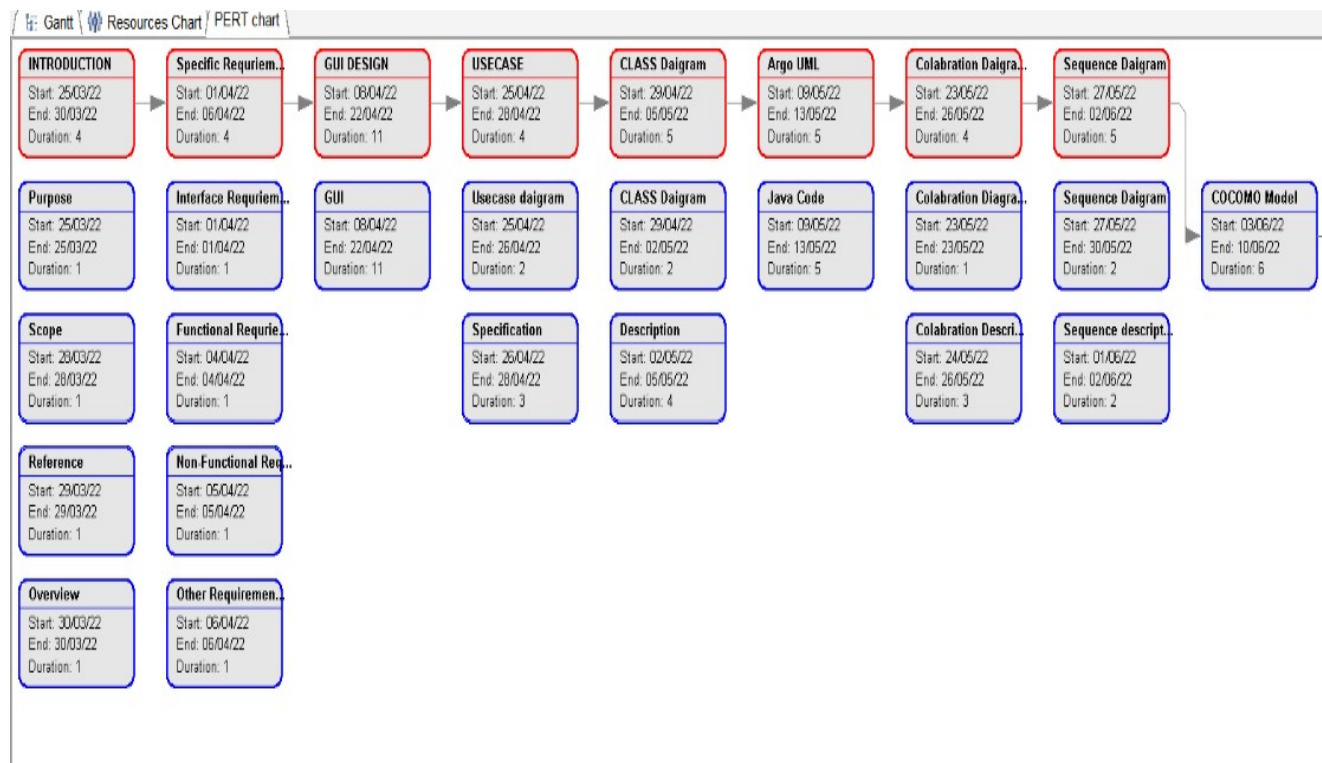 Gantt Resources Chart PERT chart
INTRODUCTION
Start: 25/03/22
End: 30/03/22
Duration: 4
Specific Requriem...
Start: 01/04/22
End: 06/04/22
Duration: 4
GUI DESIGN
Start: 08/04/22
End: 22/04/22
Duration: 11
USECASE
Start: 25/04/22
End: 28/04/22
Duration: 4
CLASS Daigram
Start: 29/04/22
End: 05/05/22
Duration: 5
Argo UML
Start: 09/05/22
End: 13/05/22
Duration: 5
Colabration Daigra...
Start: 23/05/22
End: 26/05/22
Duration: 4
Sequence Daigram
Start: 27/05/22
End: 02/06/22
Duration: 5
Purpose
Start: 25/03/22
End: 25/03/22
Duration: 1
Interface Requriem...
Start: 01/04/22
End: 01/04/22
Duration: 1
GUI
Start: 08/04/22
End: 22/04/22
Duration: 11
Usecase daigram
Start: 25/04/22
End: 26/04/22
Duration: 2
CLASS Daigram
Start: 29/04/22
End: 02/05/22
Duration: 2
Java Code
Start: 09/05/22
End: 13/05/22
Duration: 5
Colabration Diagra...
Start: 23/05/22
End: 23/05/22
Duration: 1
Sequence Daigram
Start: 27/05/22
End: 30/05/22
Duration: 2
COCOMO Model
Start: 03/06/22
End: 10/06/22
Duration: 6
Scope
Start: 28/03/22
End: 28/03/22
Duration: 1
Functional Requrie...
Start: 04/04/22
End: 04/04/22
Duration: 1
Specification
Start: 26/04/22
End: 28/04/22
Duration: 3
Description
Start: 02/05/22
End: 05/05/22
Duration: 4
Colabration Descri...
Start: 24/05/22
End: 26/05/22
Duration: 3
Sequence descript...
Start: 01/06/22
End: 02/06/22
Duration: 2
Reference
Start: 29/03/22
End: 29/03/22
Duration: 1
Non-Functional Req...
Start: 05/04/22
End: 05/04/22
Duration: 1
Overview
Start: 30/03/22
End: 30/03/22
Duration: 1
Other Requiremen...
Start: 06/04/22
End: 06/04/22
Duration: 1